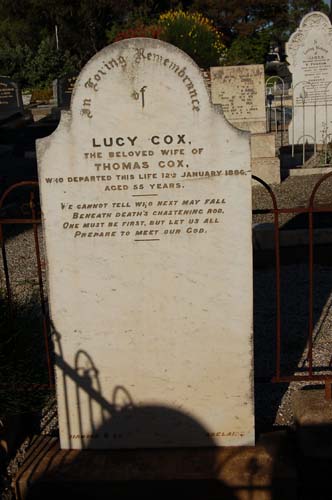 In Loving Remembrance
of
LUCY COX,
THE BELOVED WIFE OF
THOMAS COX,
WHO DEPARTED THIS LIFE 12TH JANUARY 1886,
AGED 55 YEARS.
WE CANNOT TELL WHO NEXT MAY FALL
BENEATH DEATH'S CHASTENING ROD,
ONE MUST BE FIRST, BUT LET US ALL
PREPARE TO MEET OUR GOD.